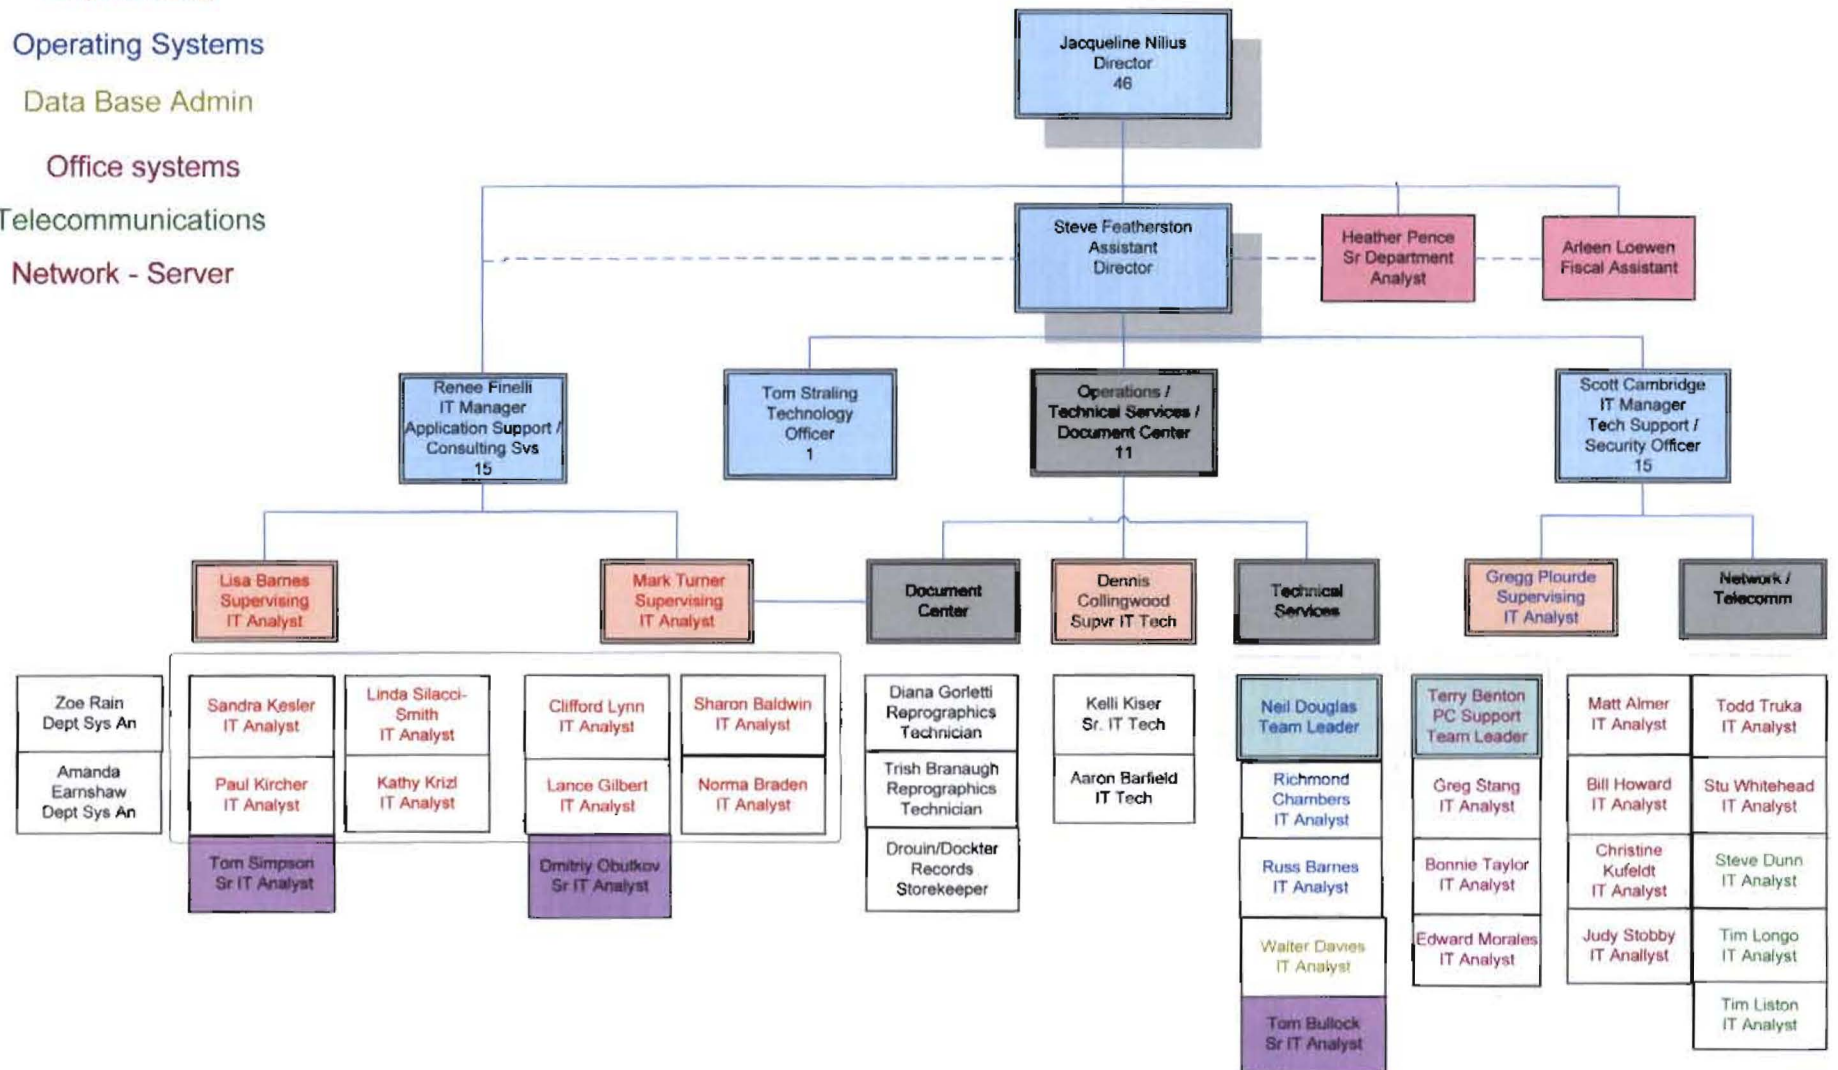 Operating Systems
Data Base Admin
Office systems
Telecommunications
Network - Server
Jacqueline Nilius
Director
46
Steve Featherston
Assistant
Director
Heather Pence
Sr Department
Analyst
Arleen Loewen
Fiscal Assistant
Renee Finelli
IT Manager
Application Support /
Consulting Svs
15
Tom Straling
Technology
Officer
1
Operations /
Technical Services /
Document Center
11
Scott Cambridge
IT Manager
Tech Support /
Security Officer
15
Lisa Barnes
Supervising
IT Analyst
Mark Turner
Supervising
IT Analyst
Document
Center
Dennis
Collingwood
Supvr IT Tech
Technical
Services
Gregg Plourde
Supervising
IT Analyst
Network /
Telecomm
Zoe Rain
Dept Sys An
Amanda
Earnshaw
Dept Sys An
Sandra Kesler
IT Analyst
Paul Kircher
IT Analyst
Tom Simpson
Sr IT Analyst
Linda Silacci-
Smith
IT Analyst
Kathy Krizl
IT Analyst
Clifford Lynn
IT Analyst
Lance Gilbert
IT Analyst
Dmitriy Obutkov
Sr IT Analyst
Sharon Baldwin
IT Analyst
Norma Braden
IT Analyst
Diana Gorletti
Reprographics
Technician
Trish Branaugh
Reprographics
Technician
Drouin/Dockter
Records
Storekeeper
Kelli Kiser
Sr. IT Tech
Aaron Barfield
IT Tech
Neil Douglas
Team Leader
Richmond
Chambers
IT Analyst
Russ Barnes
IT Analyst
Walter Davies
IT Analyst
Tom Bullock
Sr IT Analyst
Terry Benton
PC Support
Team Leader
Greg Stang
IT Analyst
Bonnie Taylor
IT Analyst
Edward Morales
IT Analyst
Matt Almer
IT Analyst
Bill Howard
IT Analyst
Christine
Kufeldt
IT Analyst
Judy Stobby
IT Anallyst
Todd Truka
IT Analyst
Stu Whitehead
IT Analyst
Steve Dunn
IT Analyst
Tim Longo
IT Analyst
Tim Liston
IT Analyst